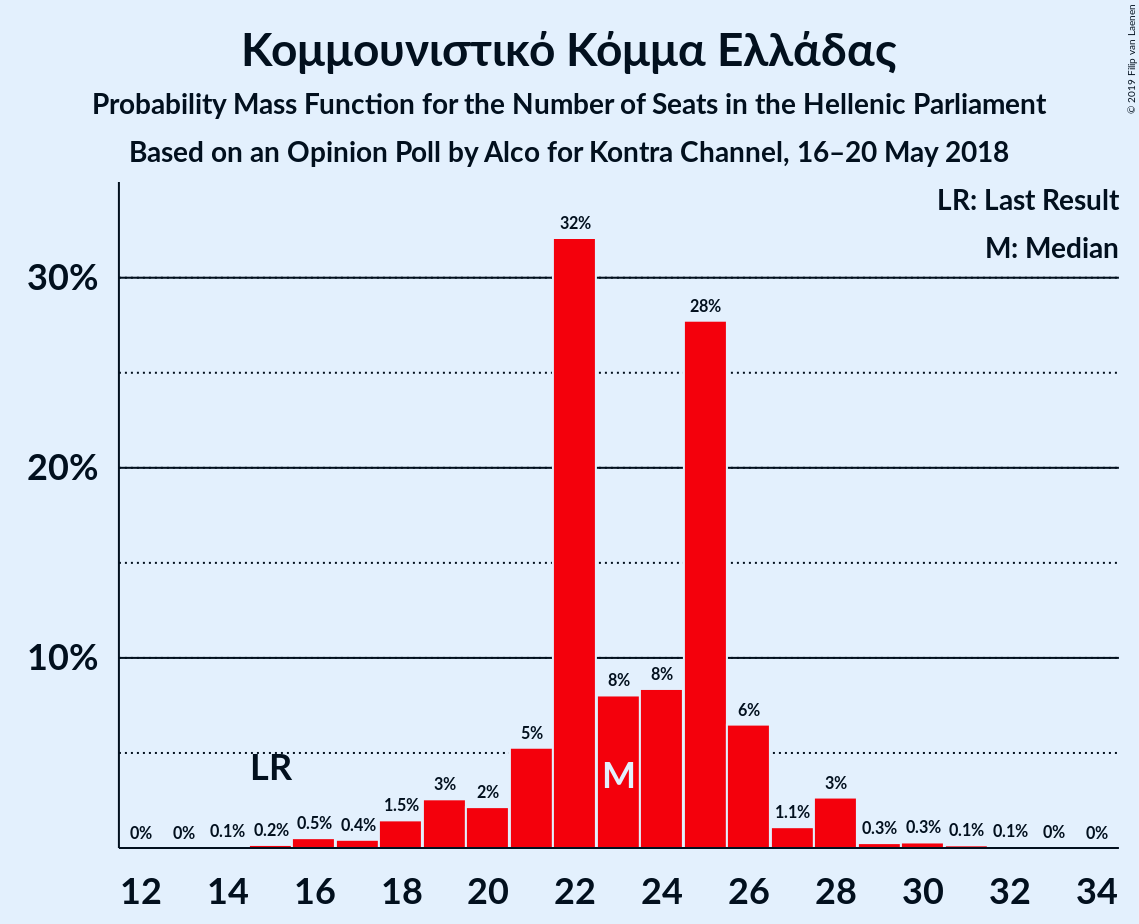 Κομμουνιστικό Κόμμα Ελλάδας
Probability Mass Function for the Number of Seats in the Hellenic Parliament
Based on an Opinion Poll by Alco for Kontra Channel, 16–20 May 2018
© 2019 Filip van Laenen
LR: Last Result
M: Median
30%
20%
10%
0%
0%
0.1%
0.2%
0.5%
0.4%
1.5%
3%
2%
5%
32%
8%
8%
28%
6%
1.1%
3%
0.3%
0.3%
0.1%
0.1%
0%
0%
LR
M
12 14 16 18 20 22 24 26 28 30 32 34